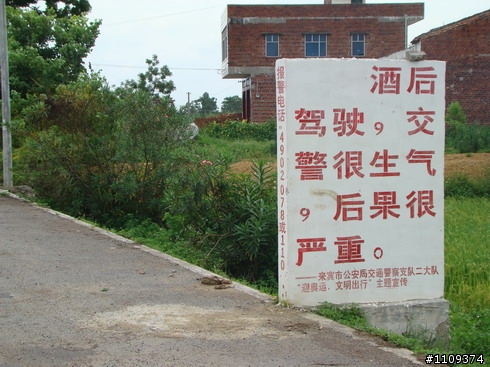 酒后
驾驶，交
警很生气
，后果很
严重。
——来宾市公安局交通警察支队二大队
“迎奥运，文明出行”主题宣传
报警电话：4902078或110
#1109374